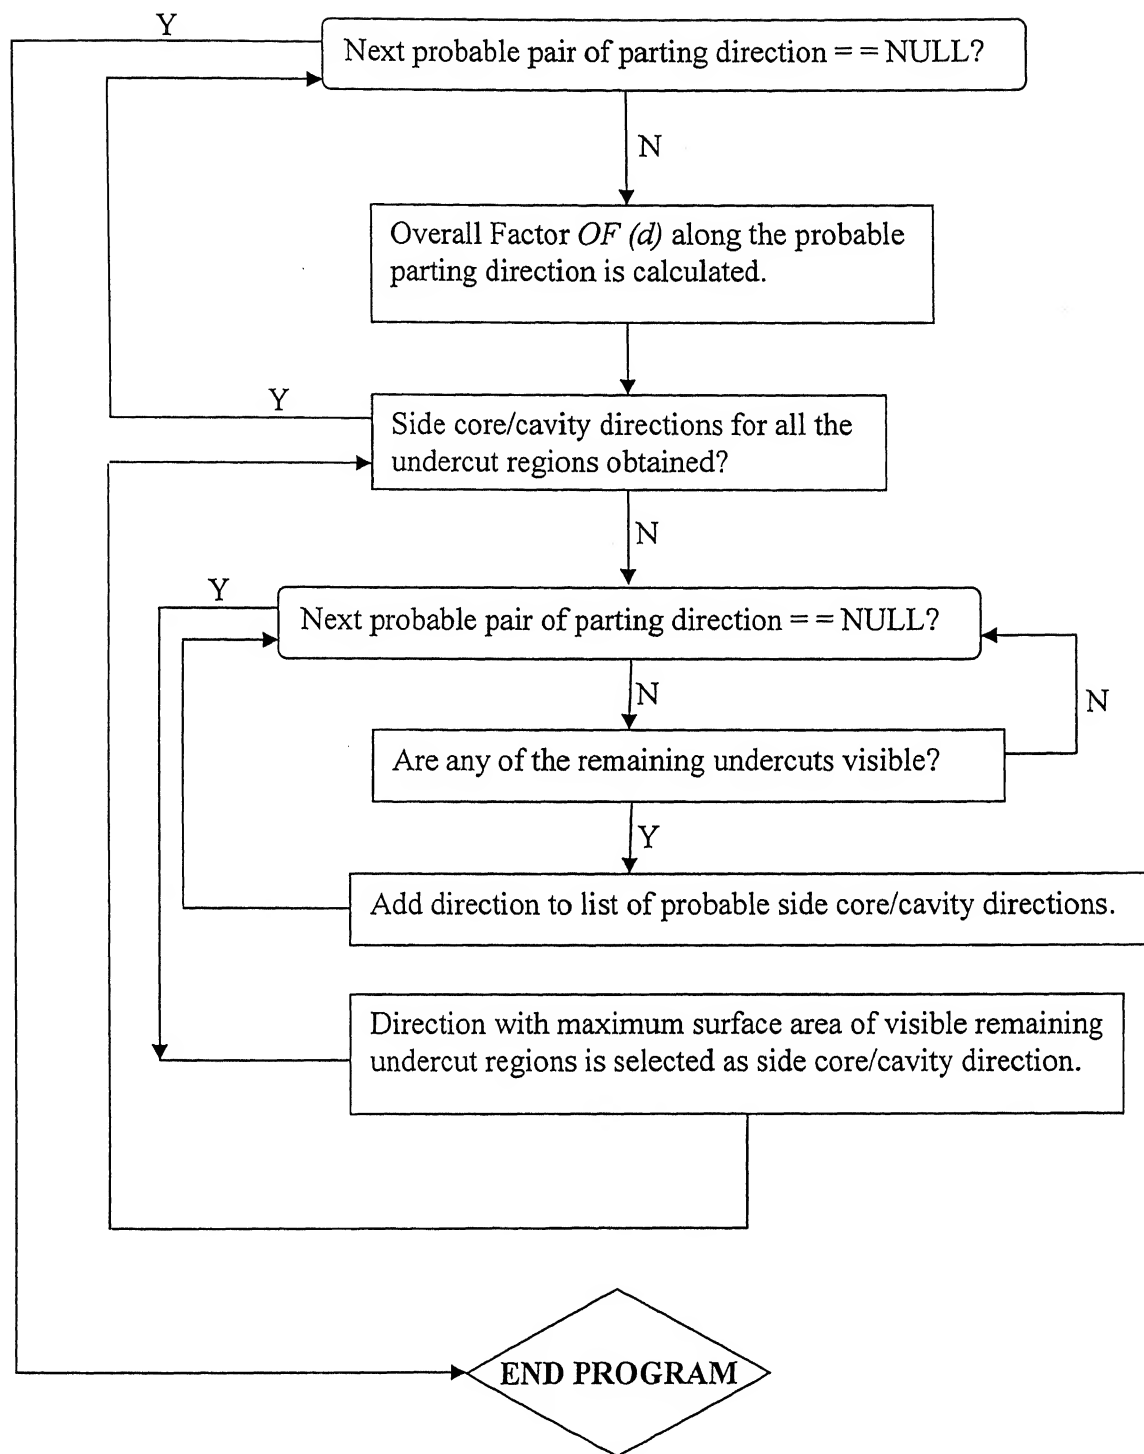 Y
Next probable pair of parting direction = = NULL?
N
Overall Factor OF (d) along the probable
parting direction is calculated.
Y
Side core/cavity directions for all the
undercut regions obtained?
N
Y
Next probable pair of parting direction = = NULL?
N
N
Are any of the remaining undercuts visible?
Y
Add direction to list of probable side core/cavity directions.
Direction with maximum surface area of visible remaining
undercut regions is selected as side core/cavity direction.
END PROGRAM